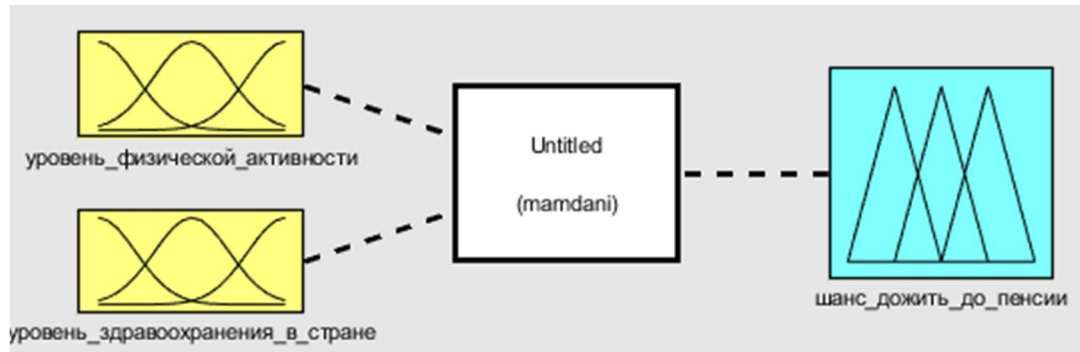 уровень_физической_активности
Untitled
(mamdani)
уровень_здравоохранения_в_стране
шанс_дожить_до_пенсии